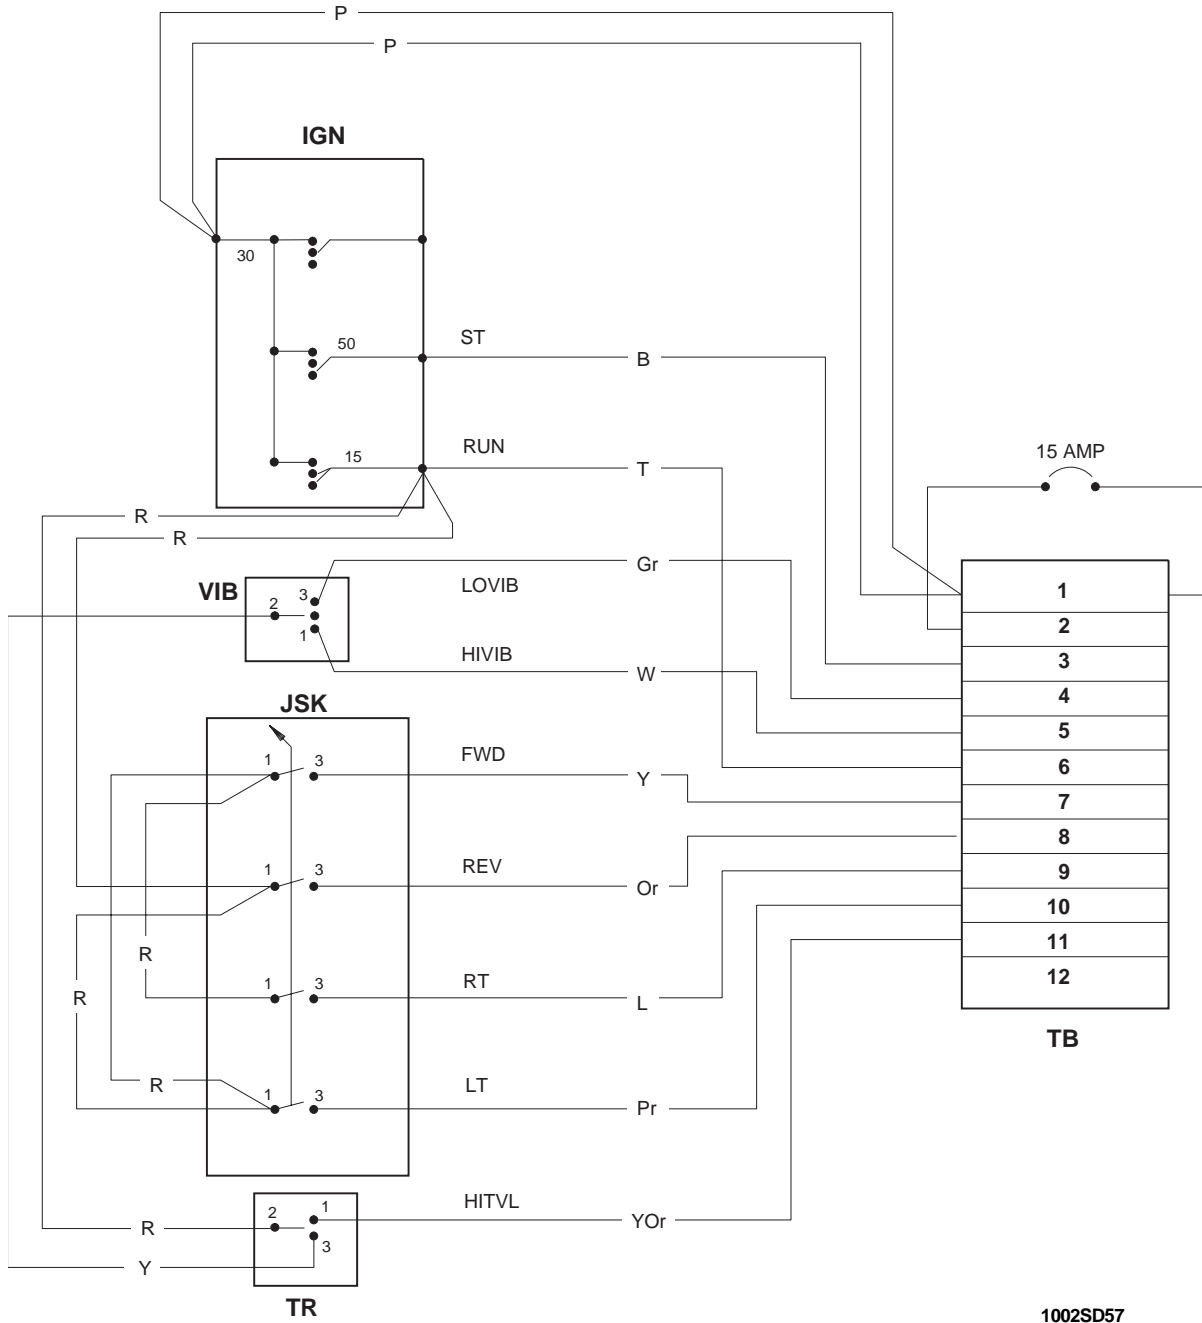 P
P
IGN
30
50
ST
B
15
RUN
T
15 AMP
R
R
VIB
2
3
1
LOVIB
Gr
HIVIB
W
1
2
3
4
5
6
7
8
9
10
11
12
TB
JSK
1
3
FWD
Y
1
3
REV
Or
R
R
1
3
RT
L
R
1
3
LT
Pr
2
1
3
HITVL
YOr
R
Y
TR
1002SD57